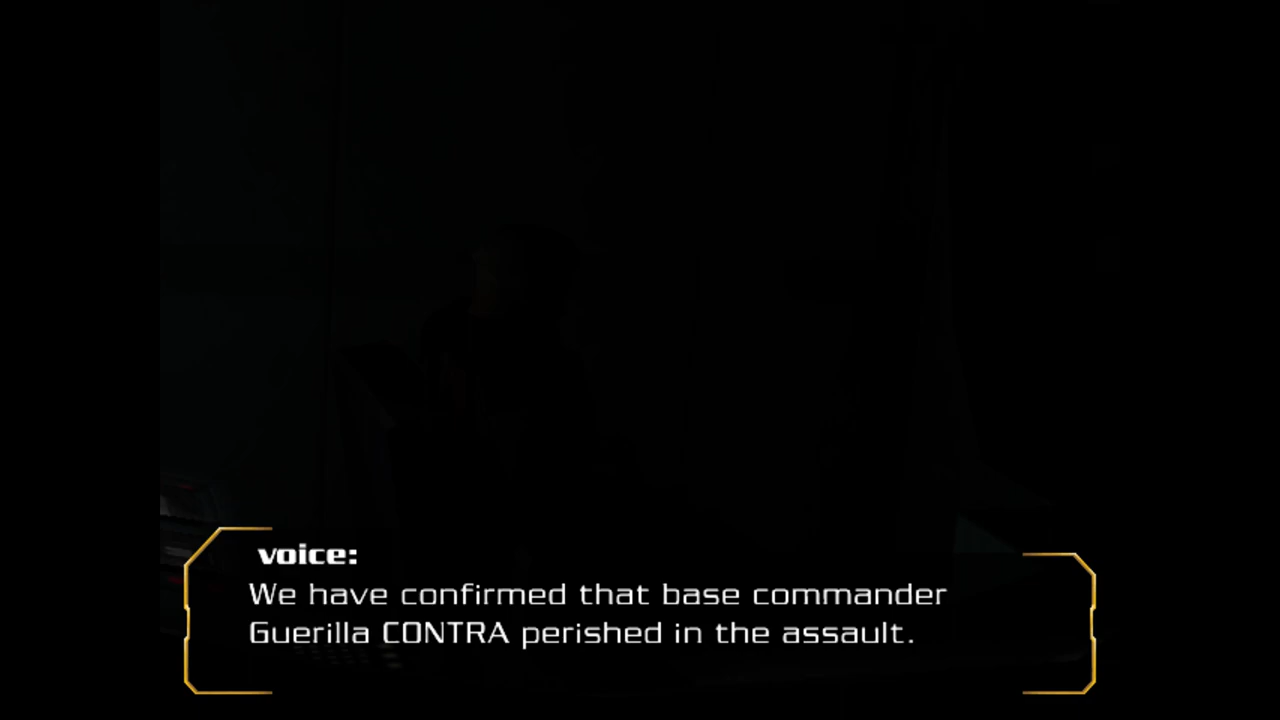 voice:
We have confirmed that base commander
Guerilla CONTRA perished in the assault.